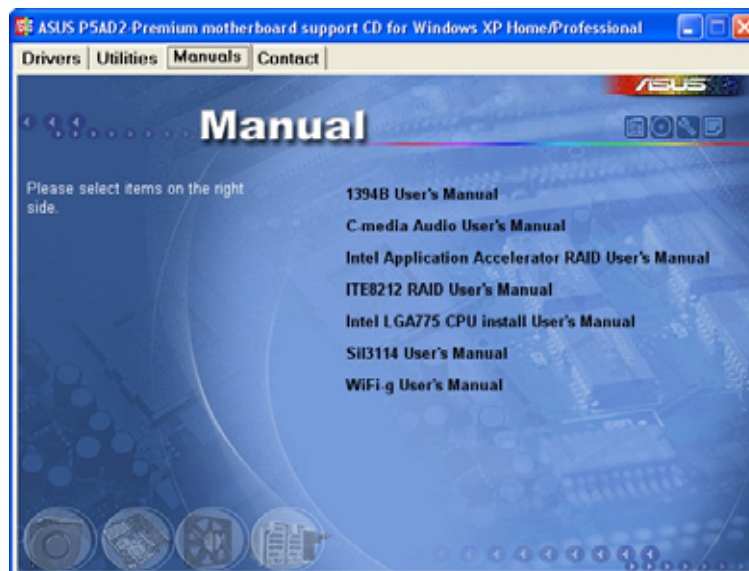 ASUS P5AD2-Premium motherboard support CD for Windows XP Home/Professional
Drivers Utilities Manuals Contact
ASUS
Manual
Please select items on the right
side.
1394B User's Manual
C-media Audio User's Manual
Intel Application Accelerator RAID User's Manual
ITE8212 RAID User's Manual
Intel LGA775 CPU install User's Manual
Sil3114 User's Manual
WiFi-g User's Manual